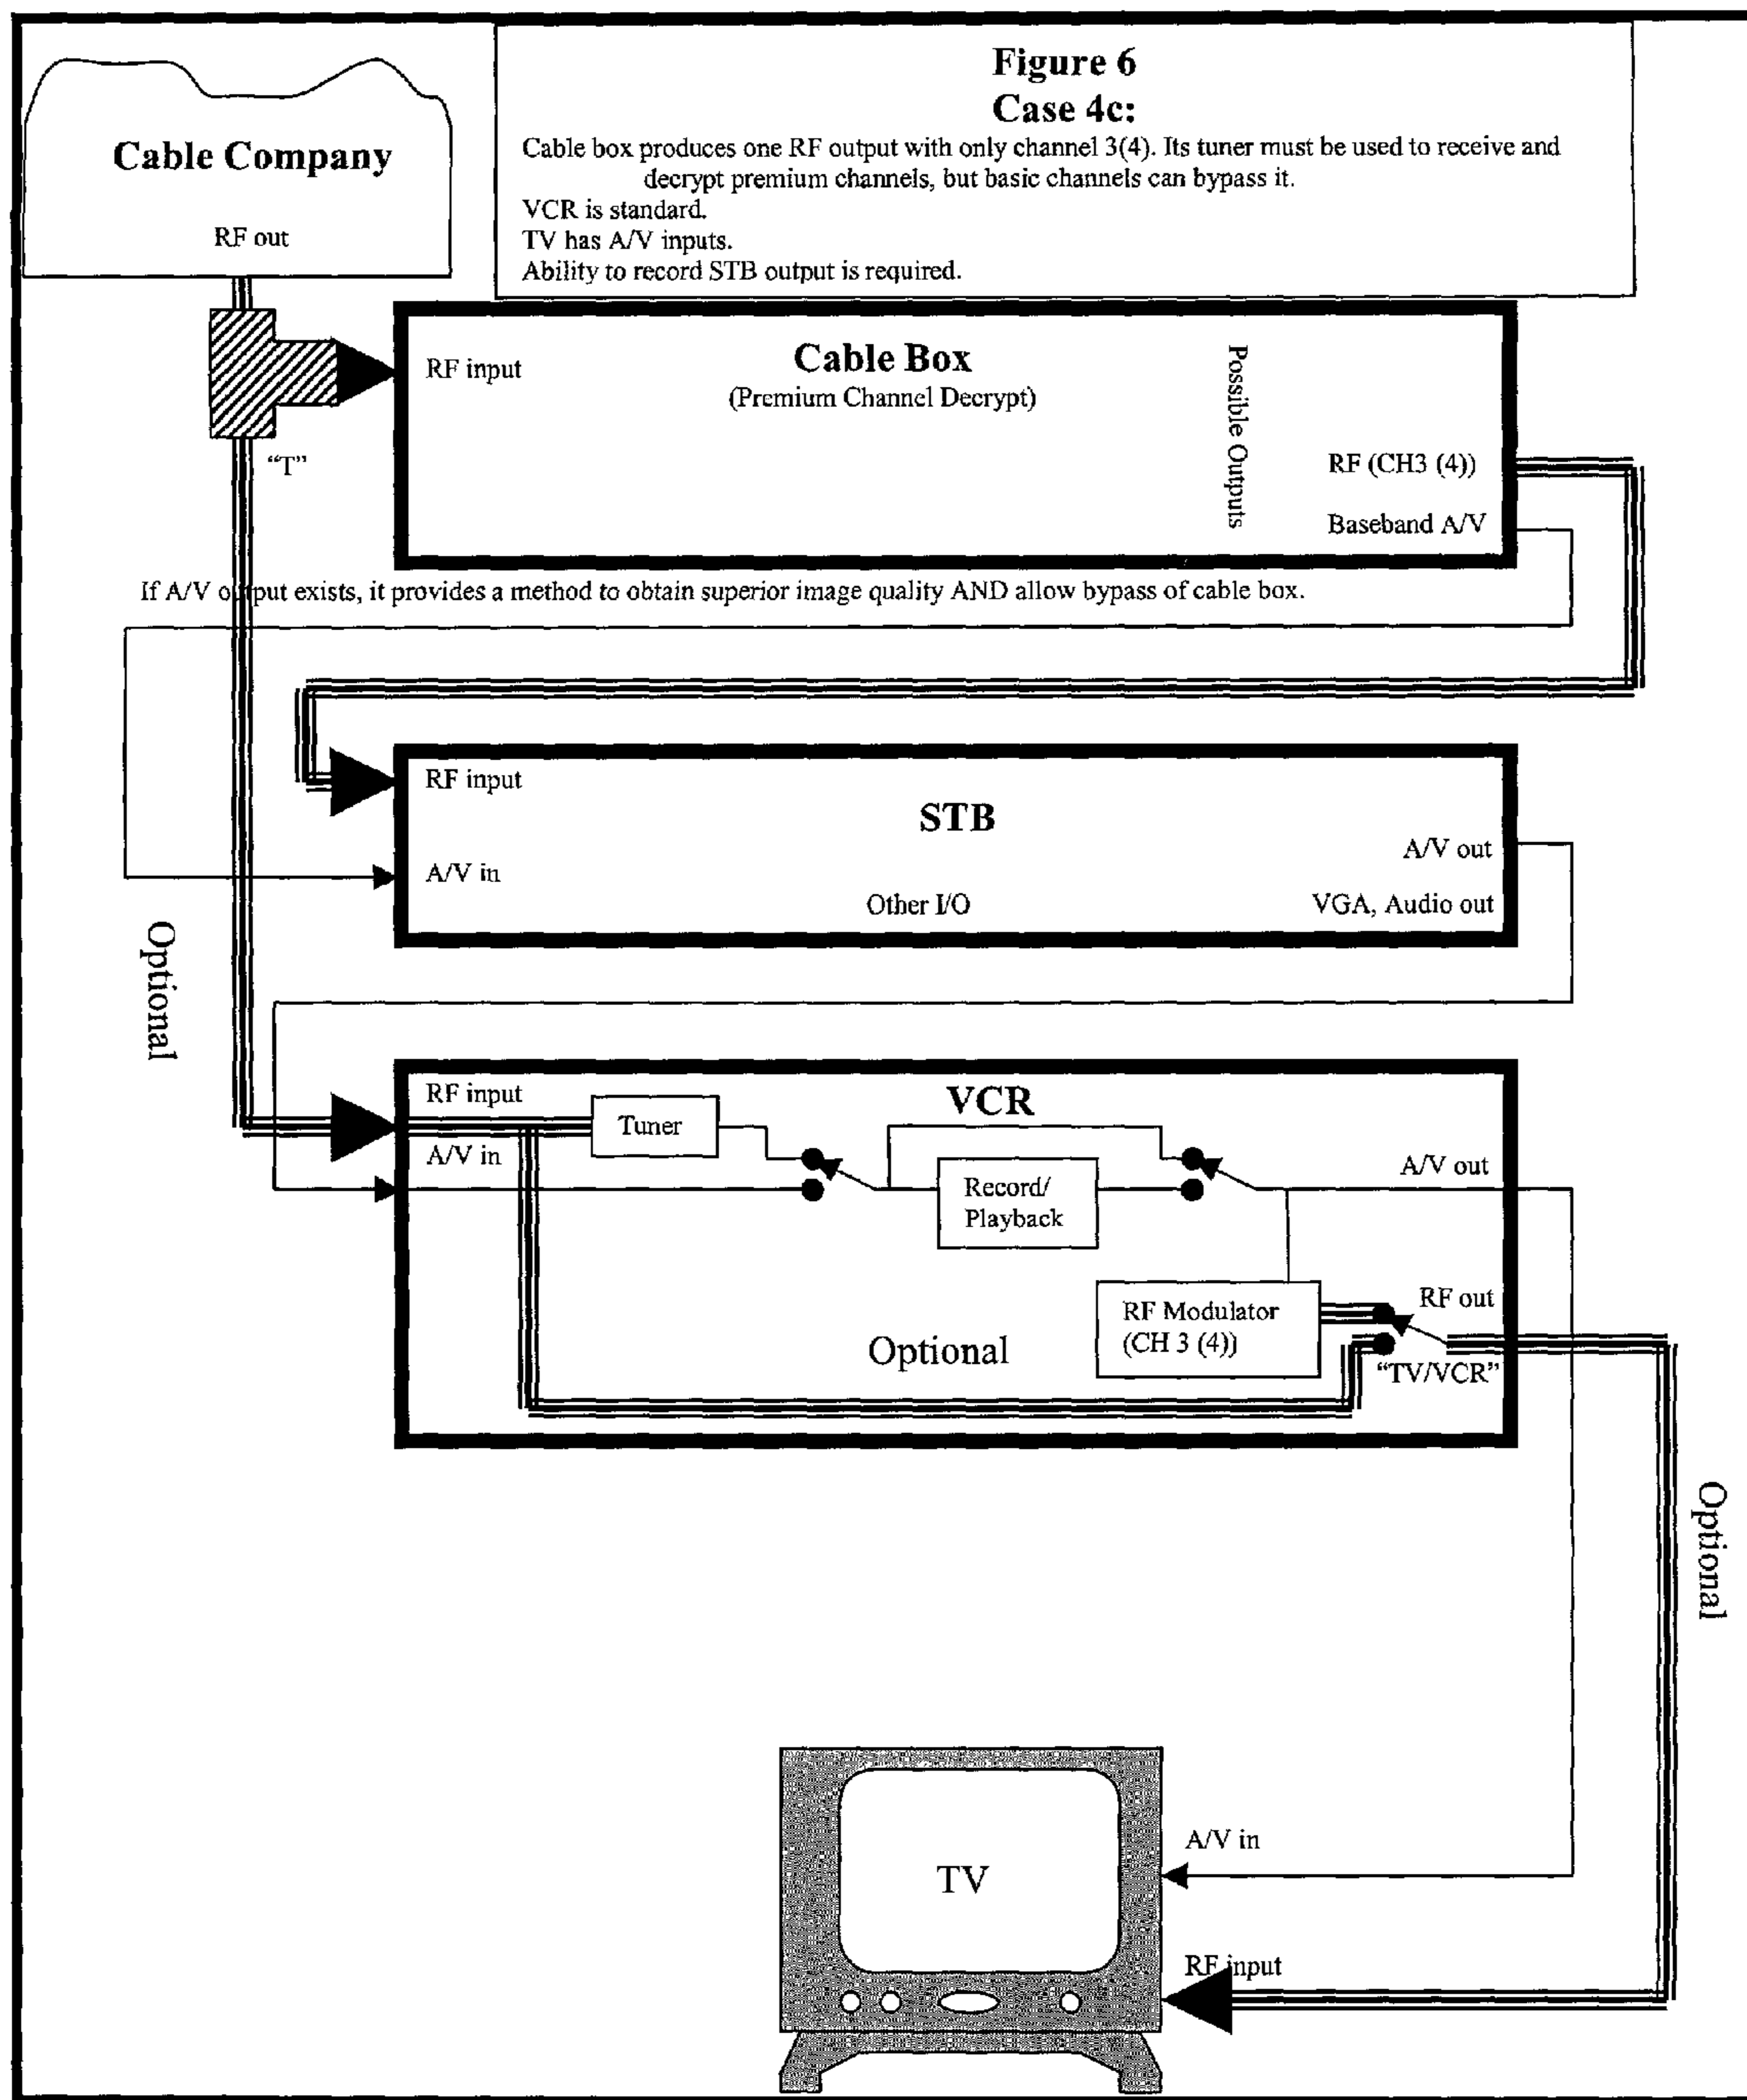 Figure 6
Case 4c:
Cable box produces one RF output with only channel 3(4). Its tuner must be used to receive and
decrypt premium channels, but basic channels can bypass it.
VCR is standard.
TV has A/V inputs.
Ability to record STB output is required.
Cable Company
RF out
"T"
RF input
Cable Box
(Premium Channel Decrypt)
Possible Outputs
RF (CH3 (4))
Baseband A/V
If A/V output exists, it provides a method to obtain superior image quality AND allow bypass of cable box.
RF input
STB
A/V in
Other I/O
A/V out
VGA, Audio out
Optional
RF input
VCR
A/V in
Tuner
Record/
Playback
A/V out
RF Modulator
(CH 3 (4))
RF out
"TV/VCR"
Optional
Optional
TV
A/V in
RF input